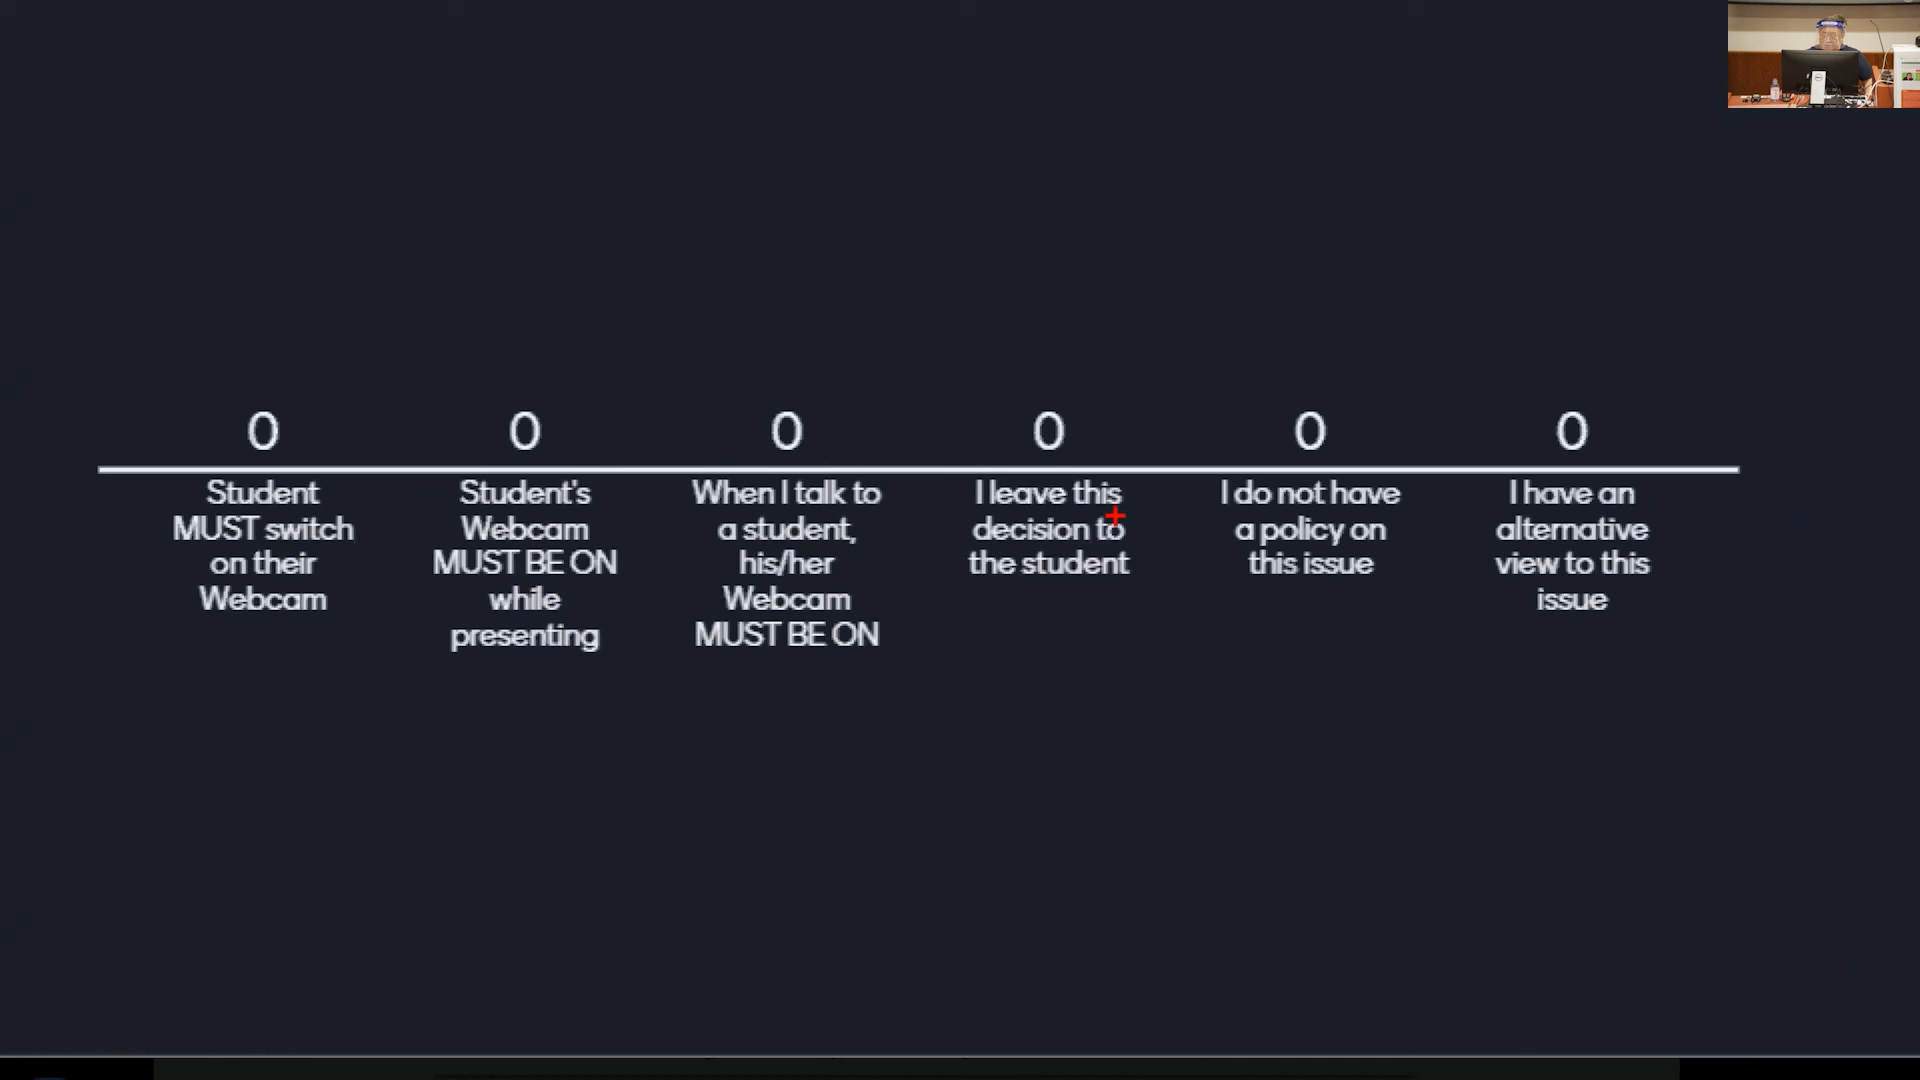 0 0 0 0 0 0
Student
MUST switch
on their
Webcam
Student's
Webcam
MUST BE ON
while
presenting
When I talk to
a student,
his/her
Webcam
MUST BE ON
I leave this
decision to
the student
I do not have
a policy on
this issue
I have an
alternative
view to this
issue